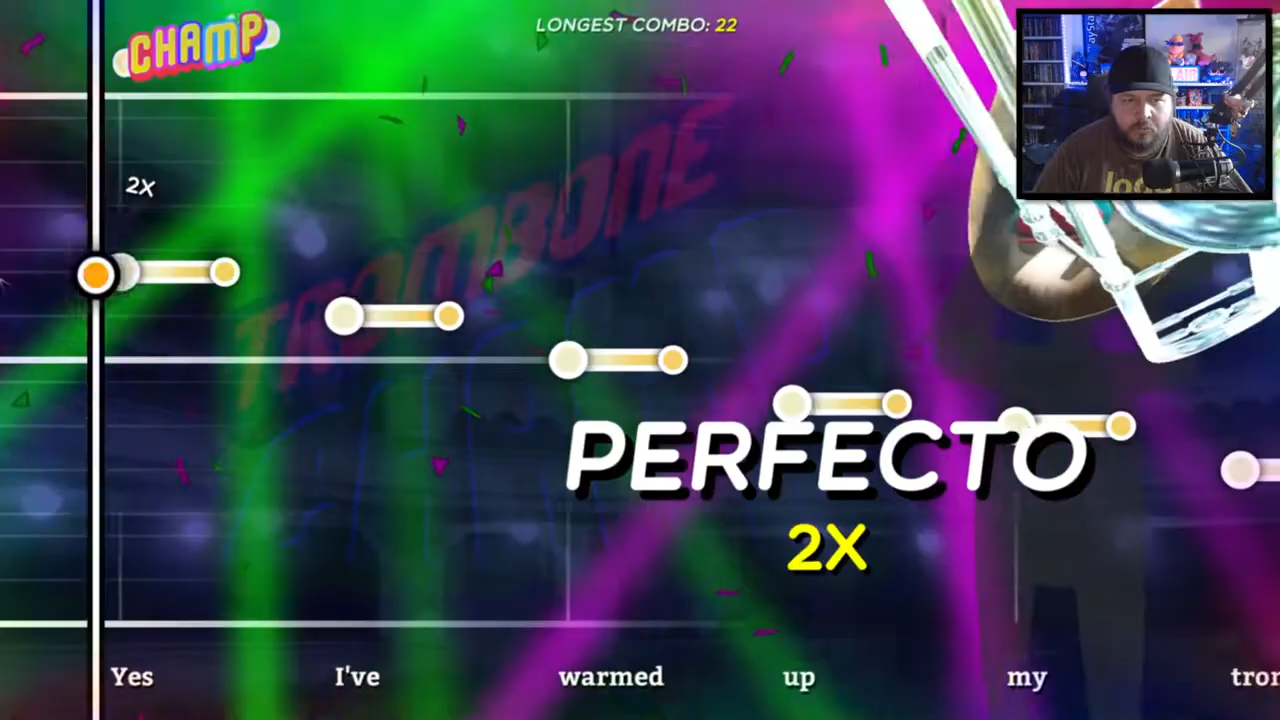 CHAMP
LONGEST COMBO: 22
2X
TROMBONE
PERFECTO
2X
Yes I've warmed up my